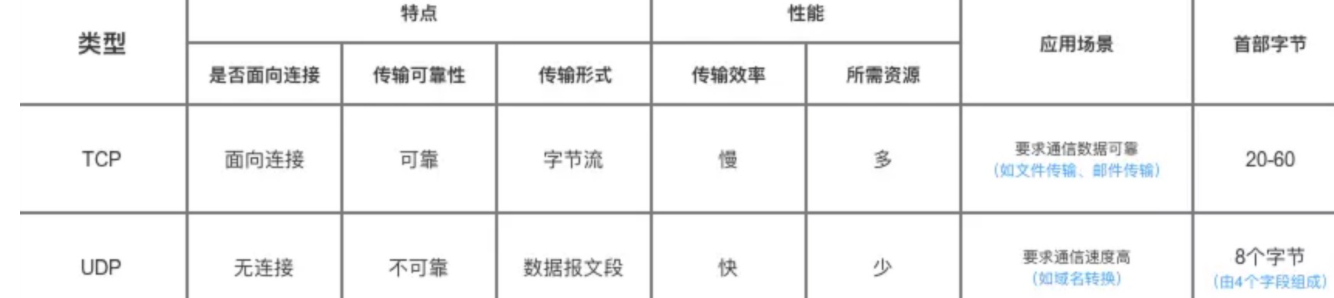 类型
特点
性能
应用场景
首部字节
是否面向连接
传输可靠性
传输形式
传输效率
所需资源
TCP
面向连接
可靠
字节流
慢
多
要求通信数据可靠
（如文件传输、邮件传输）
20-60
UDP
无连接
不可靠
数据报文段
快
少
要求通信速度高
（如域名转换）
8个字节
（由4个字段组成）